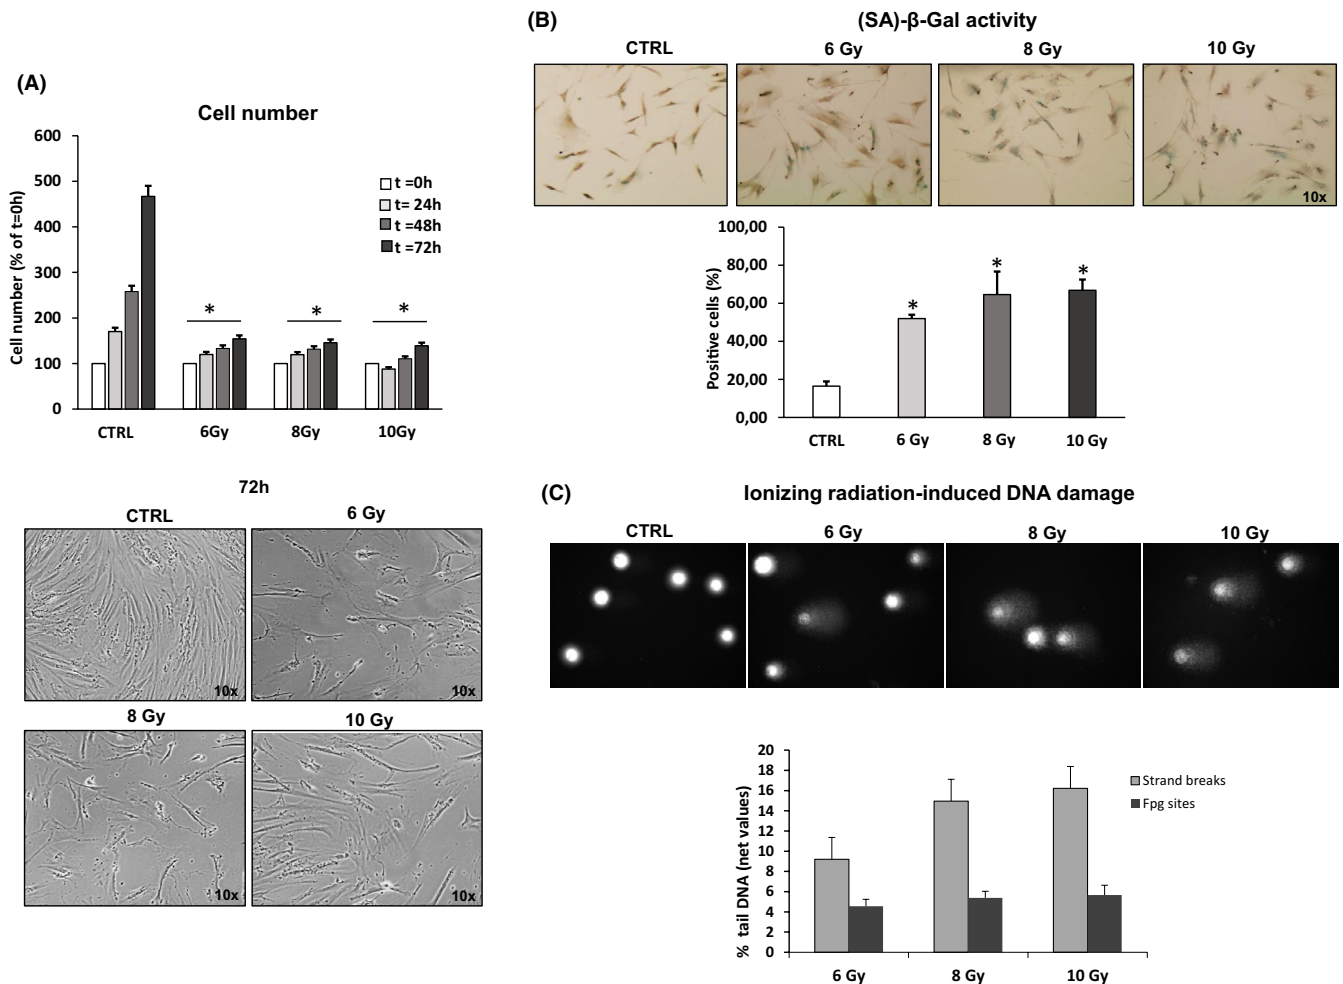 (A)
Cell number
Cell number (% of t=0h)
600
500
400
300
200
100
0
t =0h
t= 24h
t =48h
t =72h
* * *
CTRL 6Gy 8Gy 10Gy
72h
CTRL 6 Gy
10x 10x
8 Gy 10 Gy
10x 10x
(B)
(SA)-β-Gal activity
CTRL 6 Gy 8 Gy 10 Gy
10x
Positive cells (%)
100,00
80,00
60,00
40,00
20,00
0,00
* * *
CTRL 6 Gy 8 Gy 10 Gy
(C)
Ionizing radiation-induced DNA damage
CTRL 6 Gy 8 Gy 10 Gy
% tail DNA (net values)
20
18
16
14
12
10
8
6
4
2
0
Strand breaks
Fpg sites
6 Gy 8 Gy 10 Gy